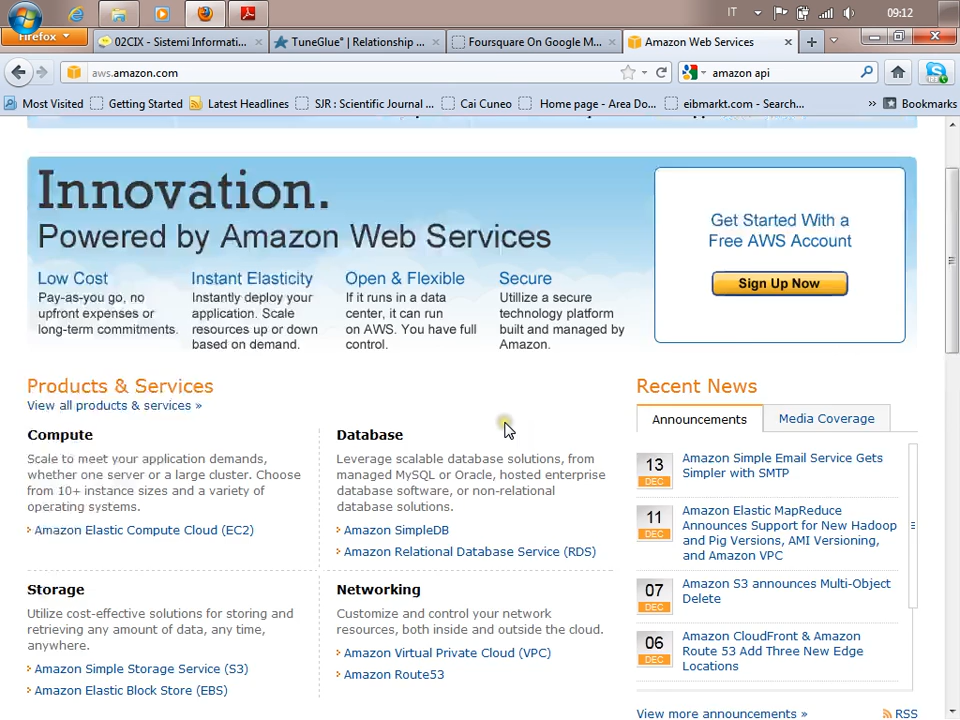 IT
09:12
Firefox
02CIX - Sistemi Informati...
TuneGlue° | Relationship ...
Foursquare On Google M...
Amazon Web Services
aws.amazon.com
amazon api
Most Visited
Getting Started
Latest Headlines
SJR : Scientific Journal ...
Cai Cuneo
Home page - Area Do...
eibmarkt.com - Search...
»
Bookmarks
Innovation.
Powered by Amazon Web Services
Low Cost
Pay-as-you go, no
upfront expenses or
long-term commitments.
Instant Elasticity
Instantly deploy your
application. Scale
resources up or down
based on demand.
Open & Flexible
If it runs in a data
center, it can run
on AWS. You have full
control.
Secure
Utillize a secure
technology platform
built and managed by
Amazon.
Get Started With a
Free AWS Account
Sign Up Now
Products & Services
View all products & services »
Compute
Scale to meet your application demands,
whether one server or a large cluster. Choose
from 10+ instance sizes and a variety of
operating systems.
Amazon Elastic Compute Cloud (EC2)
Database
Leverage scalable database solutions, from
managed MySQL or Oracle, hosted enterprise
database software, or non-relational
database solutions.
Amazon SimpleDB
Amazon Relational Database Service (RDS)
Storage
Utilize cost-effective solutions for storing and
retrieving any amount of data, any time,
anywhere.
Amazon Simple Storage Service (S3)
Amazon Elastic Block Store (EBS)
Networking
Customize and control your network
resources, both inside and outside the cloud.
Amazon Virtual Private Cloud (VPC)
Amazon Route53
Recent News
Announcements
Media Coverage
13
DEC
Amazon Simple Email Service Gets
Simpler with SMTP
11
DEC
Amazon Elastic MapReduce
Announces Support for New Hadoop
and Pig Versions, AMI Versioning,
and Amazon VPC
07
DEC
Amazon S3 announces Multi-Object
Delete
06
DEC
Amazon CloudFront & Amazon
Route 53 Add Three New Edge
Locations
View more announcements »
RSS